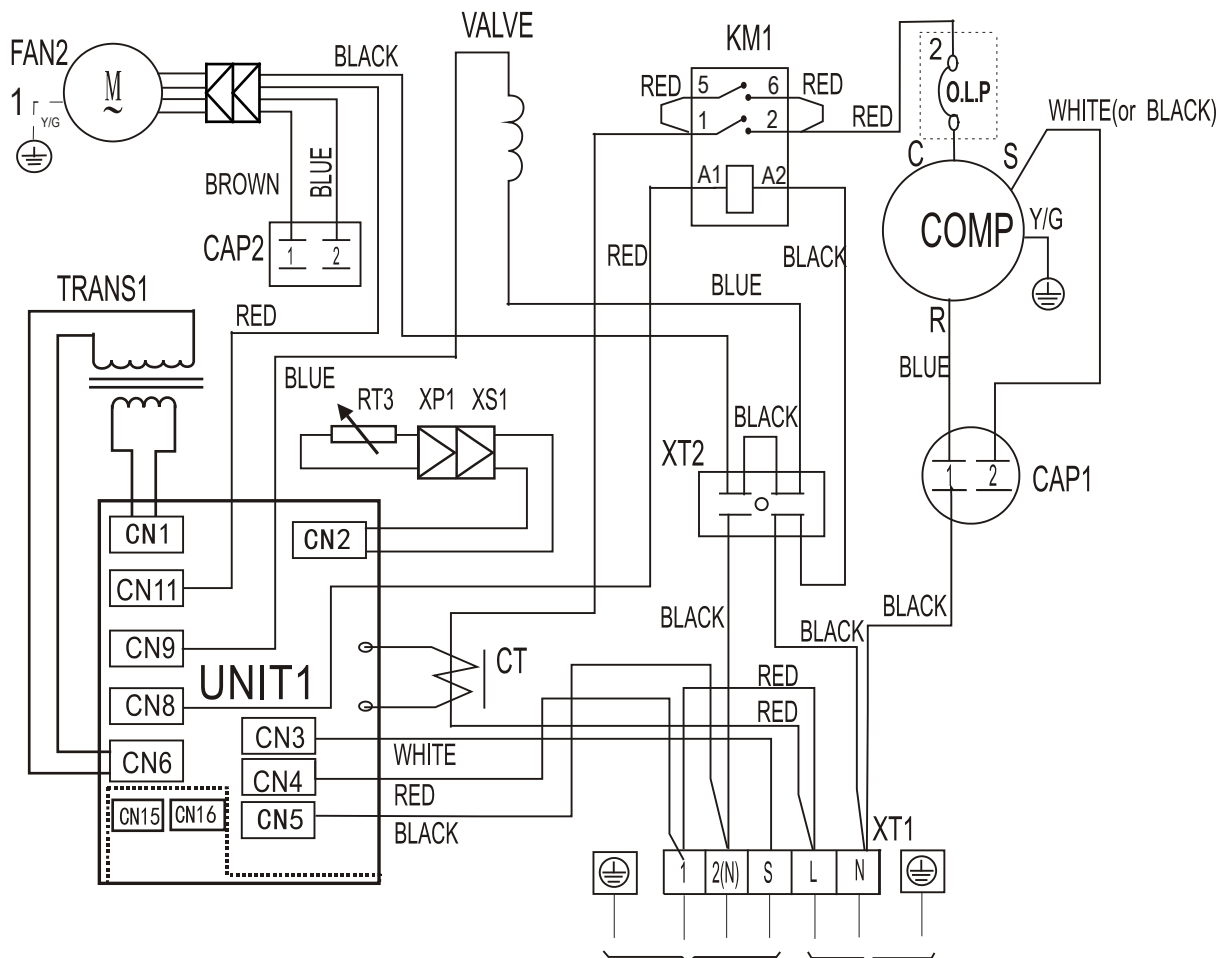 VALVE
KM1
FAN2
BLACK
2
O.L.P
M
~
1
Y/G
RED
5
6
RED
1
2
RED
WHITE(or BLACK)
C
S
BROWN
BLUE
A1
A2
COMP
Y/G
CAP2
1
2
RED
BLACK
TRANS1
BLUE
RED
R
BLUE
BLUE
RT3
XP1
XS1
BLACK
XT2
1
2
CAP1
CN1
CN2
CN11
BLACK
BLACK
BLACK
CN9
UNIT1
CT
RED
CN8
RED
CN3
WHITE
CN6
CN4
RED
CN15
CN16
CN5
BLACK
XT1
1
2(N)
S
L
N